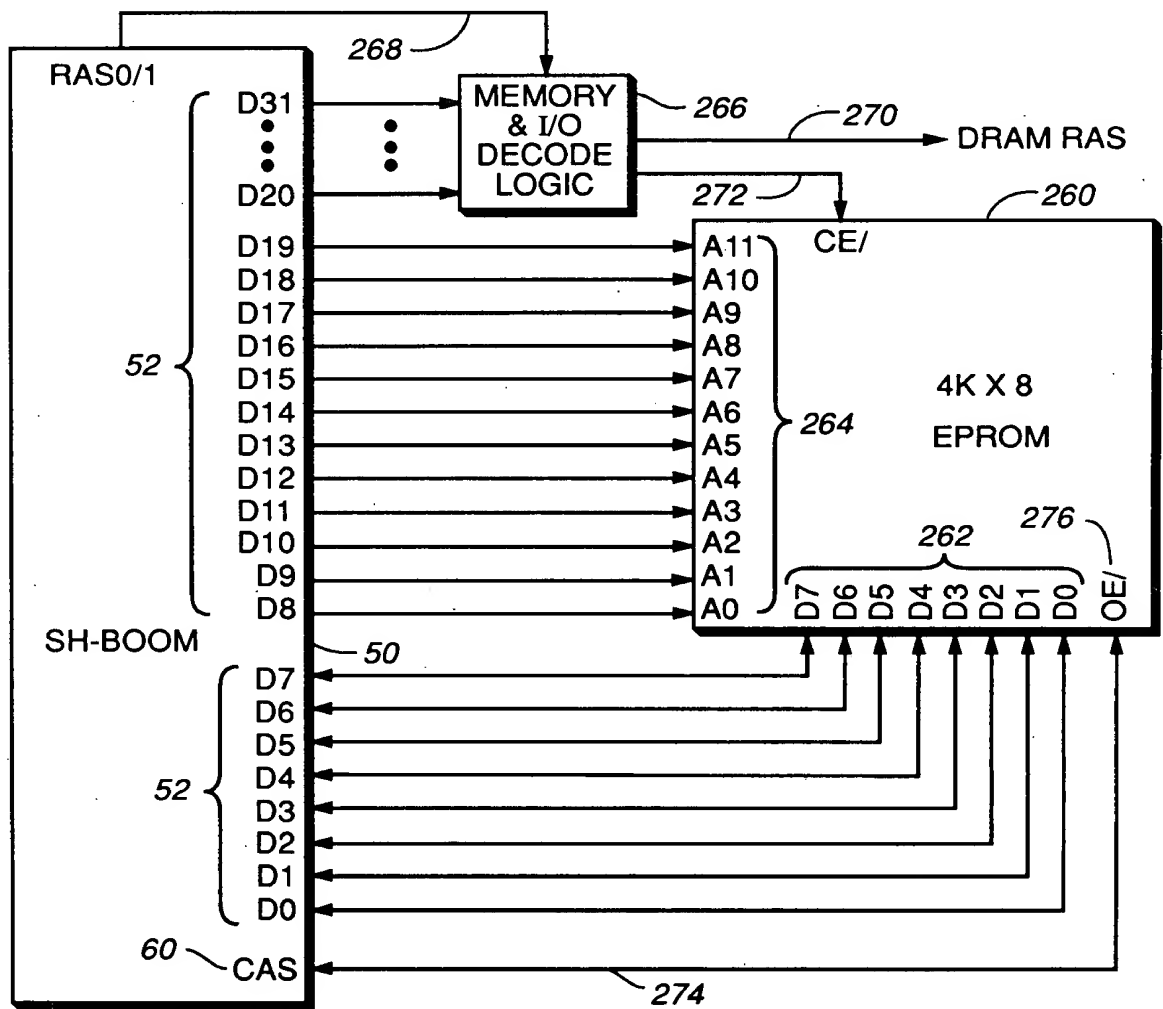 268
RAS0/1
D31
D20
MEMORY
& I/O
DECODE
LOGIC
266
270
DRAM RAS
272
260
CE/
D19
D18
D17
D16
D15
D14
D13
D12
D11
D10
D9
D8
52
A11
A10
A9
A8
A7
A6
A5
A4
A3
A2
A1
A0
264
4K X 8
EPROM
276
262
D7
D6
D5
D4
D3
D2
D1
D0
OE/
SH-BOOM
50
D7
D6
D5
D4
D3
D2
D1
D0
52
60
CAS
274